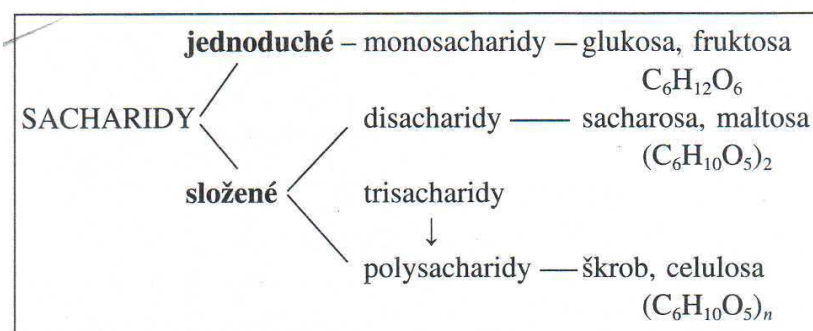 jednoduché – monosacharidy — glukosa, fruktosa
C₆H₁₂O₆
SACHARIDY
disacharidy — sacharosa, maltosa
(C₆H₁₀O₅)₂
složené
trisacharidy
↓
polysacharidy — škrob, celulosa
(C₆H₁₀O₅)ₙ